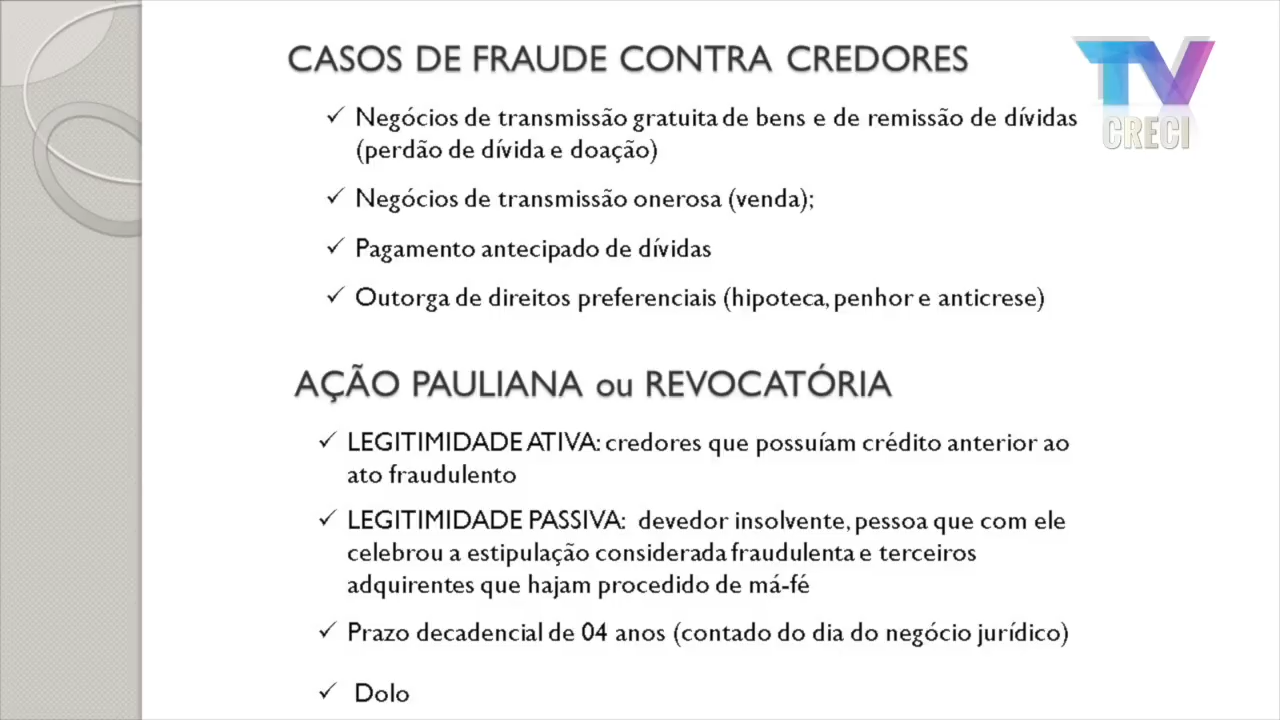 CASOS DE FRAUDE CONTRA CREDORES
TV
CRECI
✓ Negócios de transmissão gratuita de bens e de remissão de dívidas
(perdão de dívida e doação)
✓ Negócios de transmissão onerosa (venda);
✓ Pagamento antecipado de dívidas
✓ Outorga de direitos preferenciais (hipoteca, penhor e anticrese)
AÇÃO PAULIANA ou REVOCATÓRIA
✓ LEGITIMIDADE ATIVA: credores que possuíam crédito anterior ao
ato fraudulento
✓ LEGITIMIDADE PASSIVA: devedor insolvente, pessoa que com ele
celebrou a estipulação considerada fraudulenta e terceiros
adquirentes que hajam procedido de má-fé
✓ Prazo decadencial de 04 anos (contado do dia do negócio jurídico)
✓ Dolo